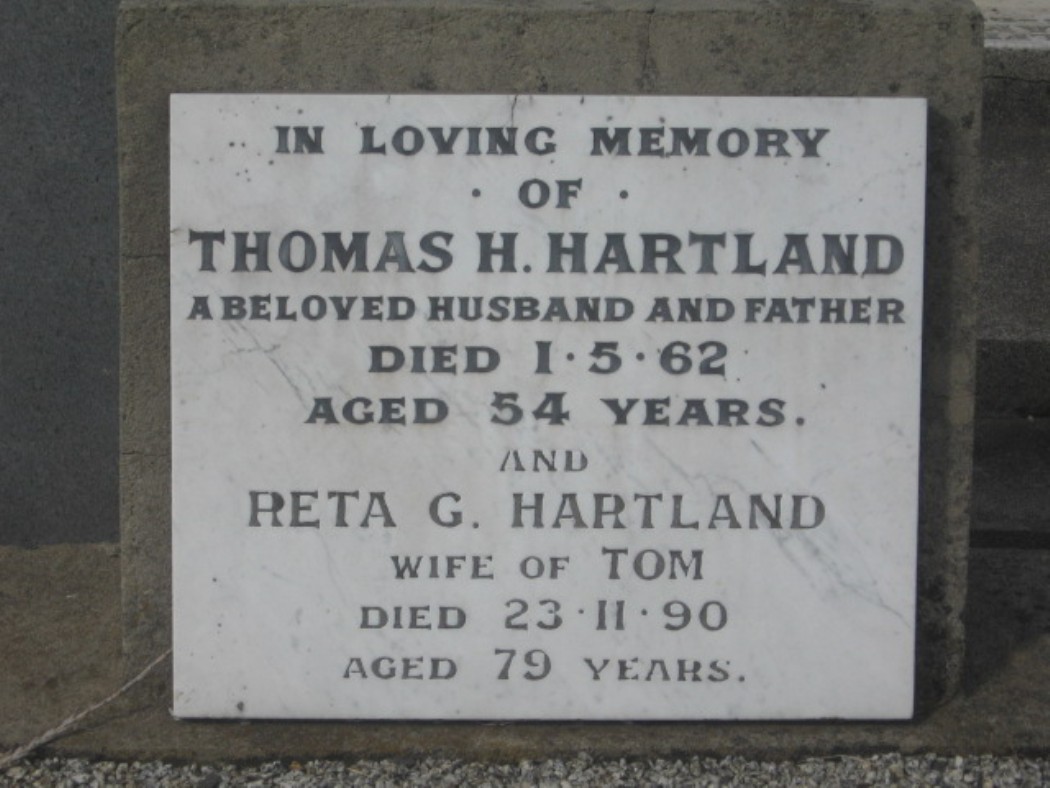 IN LOVING MEMORY
· OF ·
THOMAS H. HARTLAND
A BELOVED HUSBAND AND FATHER
DIED 1·5·62
AGED 54 YEARS.
AND
RETA G. HARTLAND
WIFE OF TOM
DIED 23·11·90
AGED 79 YEARS.